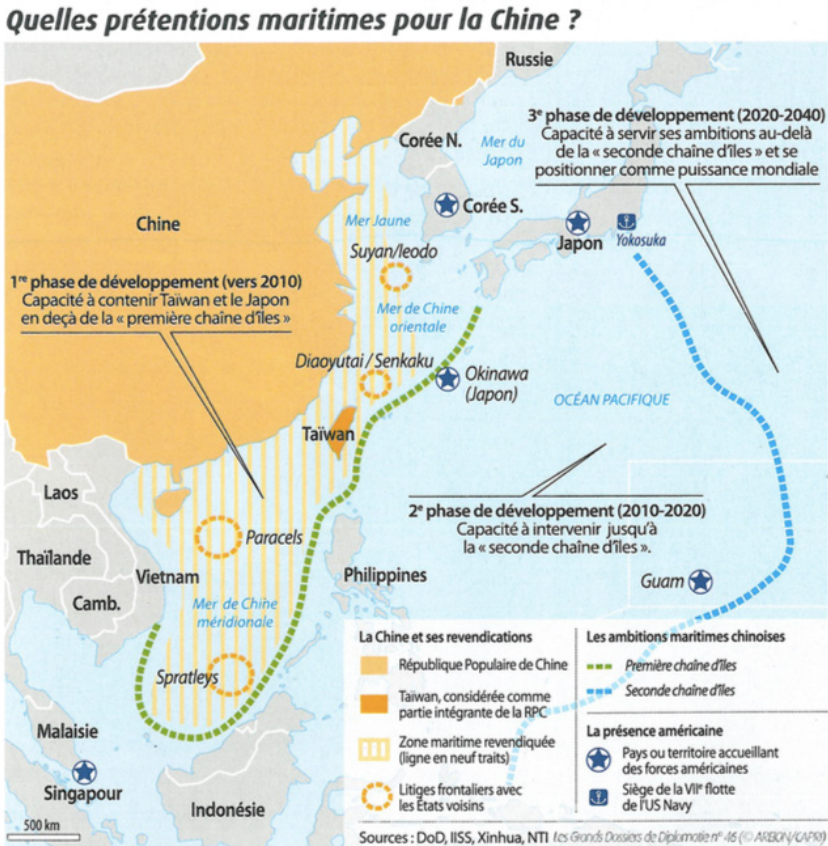 Quelles prétentions maritimes pour la Chine ?
Russie
3e phase de développement (2020-2040)
Capacité à servir ses ambitions au-delà
de la « seconde chaîne d'îles » et se
positionner comme puissance mondiale
Corée N.
Mer du
Japon
Chine
Mer Jaune
Corée S.
Japon
Yokosuka
Suyan/Ieodo
1re phase de développement (vers 2010)
Capacité à contenir Taïwan et le Japon
en deçà de la « première chaîne d'îles »
Mer de Chine
orientale
Diaoyutai / Senkaku
Okinawa
(Japon)
OCÉAN PACIFIQUE
Taïwan
Laos
2e phase de développement (2010-2020)
Capacité à intervenir jusqu'à
la « seconde chaîne d'îles ».
Paracels
Thaïlande
Vietnam
Philippines
Guam
Camb.
Mer de Chine
méridionale
Spratleys
Malaisie
Singapour
Indonésie
500 km
La Chine et ses revendications
République Populaire de Chine
Taïwan, considérée comme
partie intégrante de la RPC
Zone maritime revendiquée
(ligne en neuf traits)
Litiges frontaliers avec
les États voisins
Les ambitions maritimes chinoises
Première chaîne d'îles
Seconde chaîne d'îles
La présence américaine
Pays ou territoire accueillant
des forces américaines
Siège de la VIIe flotte
de l'US Navy
Sources : DoD, IISS, Xinhua, NTI Les Grands Dossiers de Diplomatie n° 46 (© AREION/CAPRI)